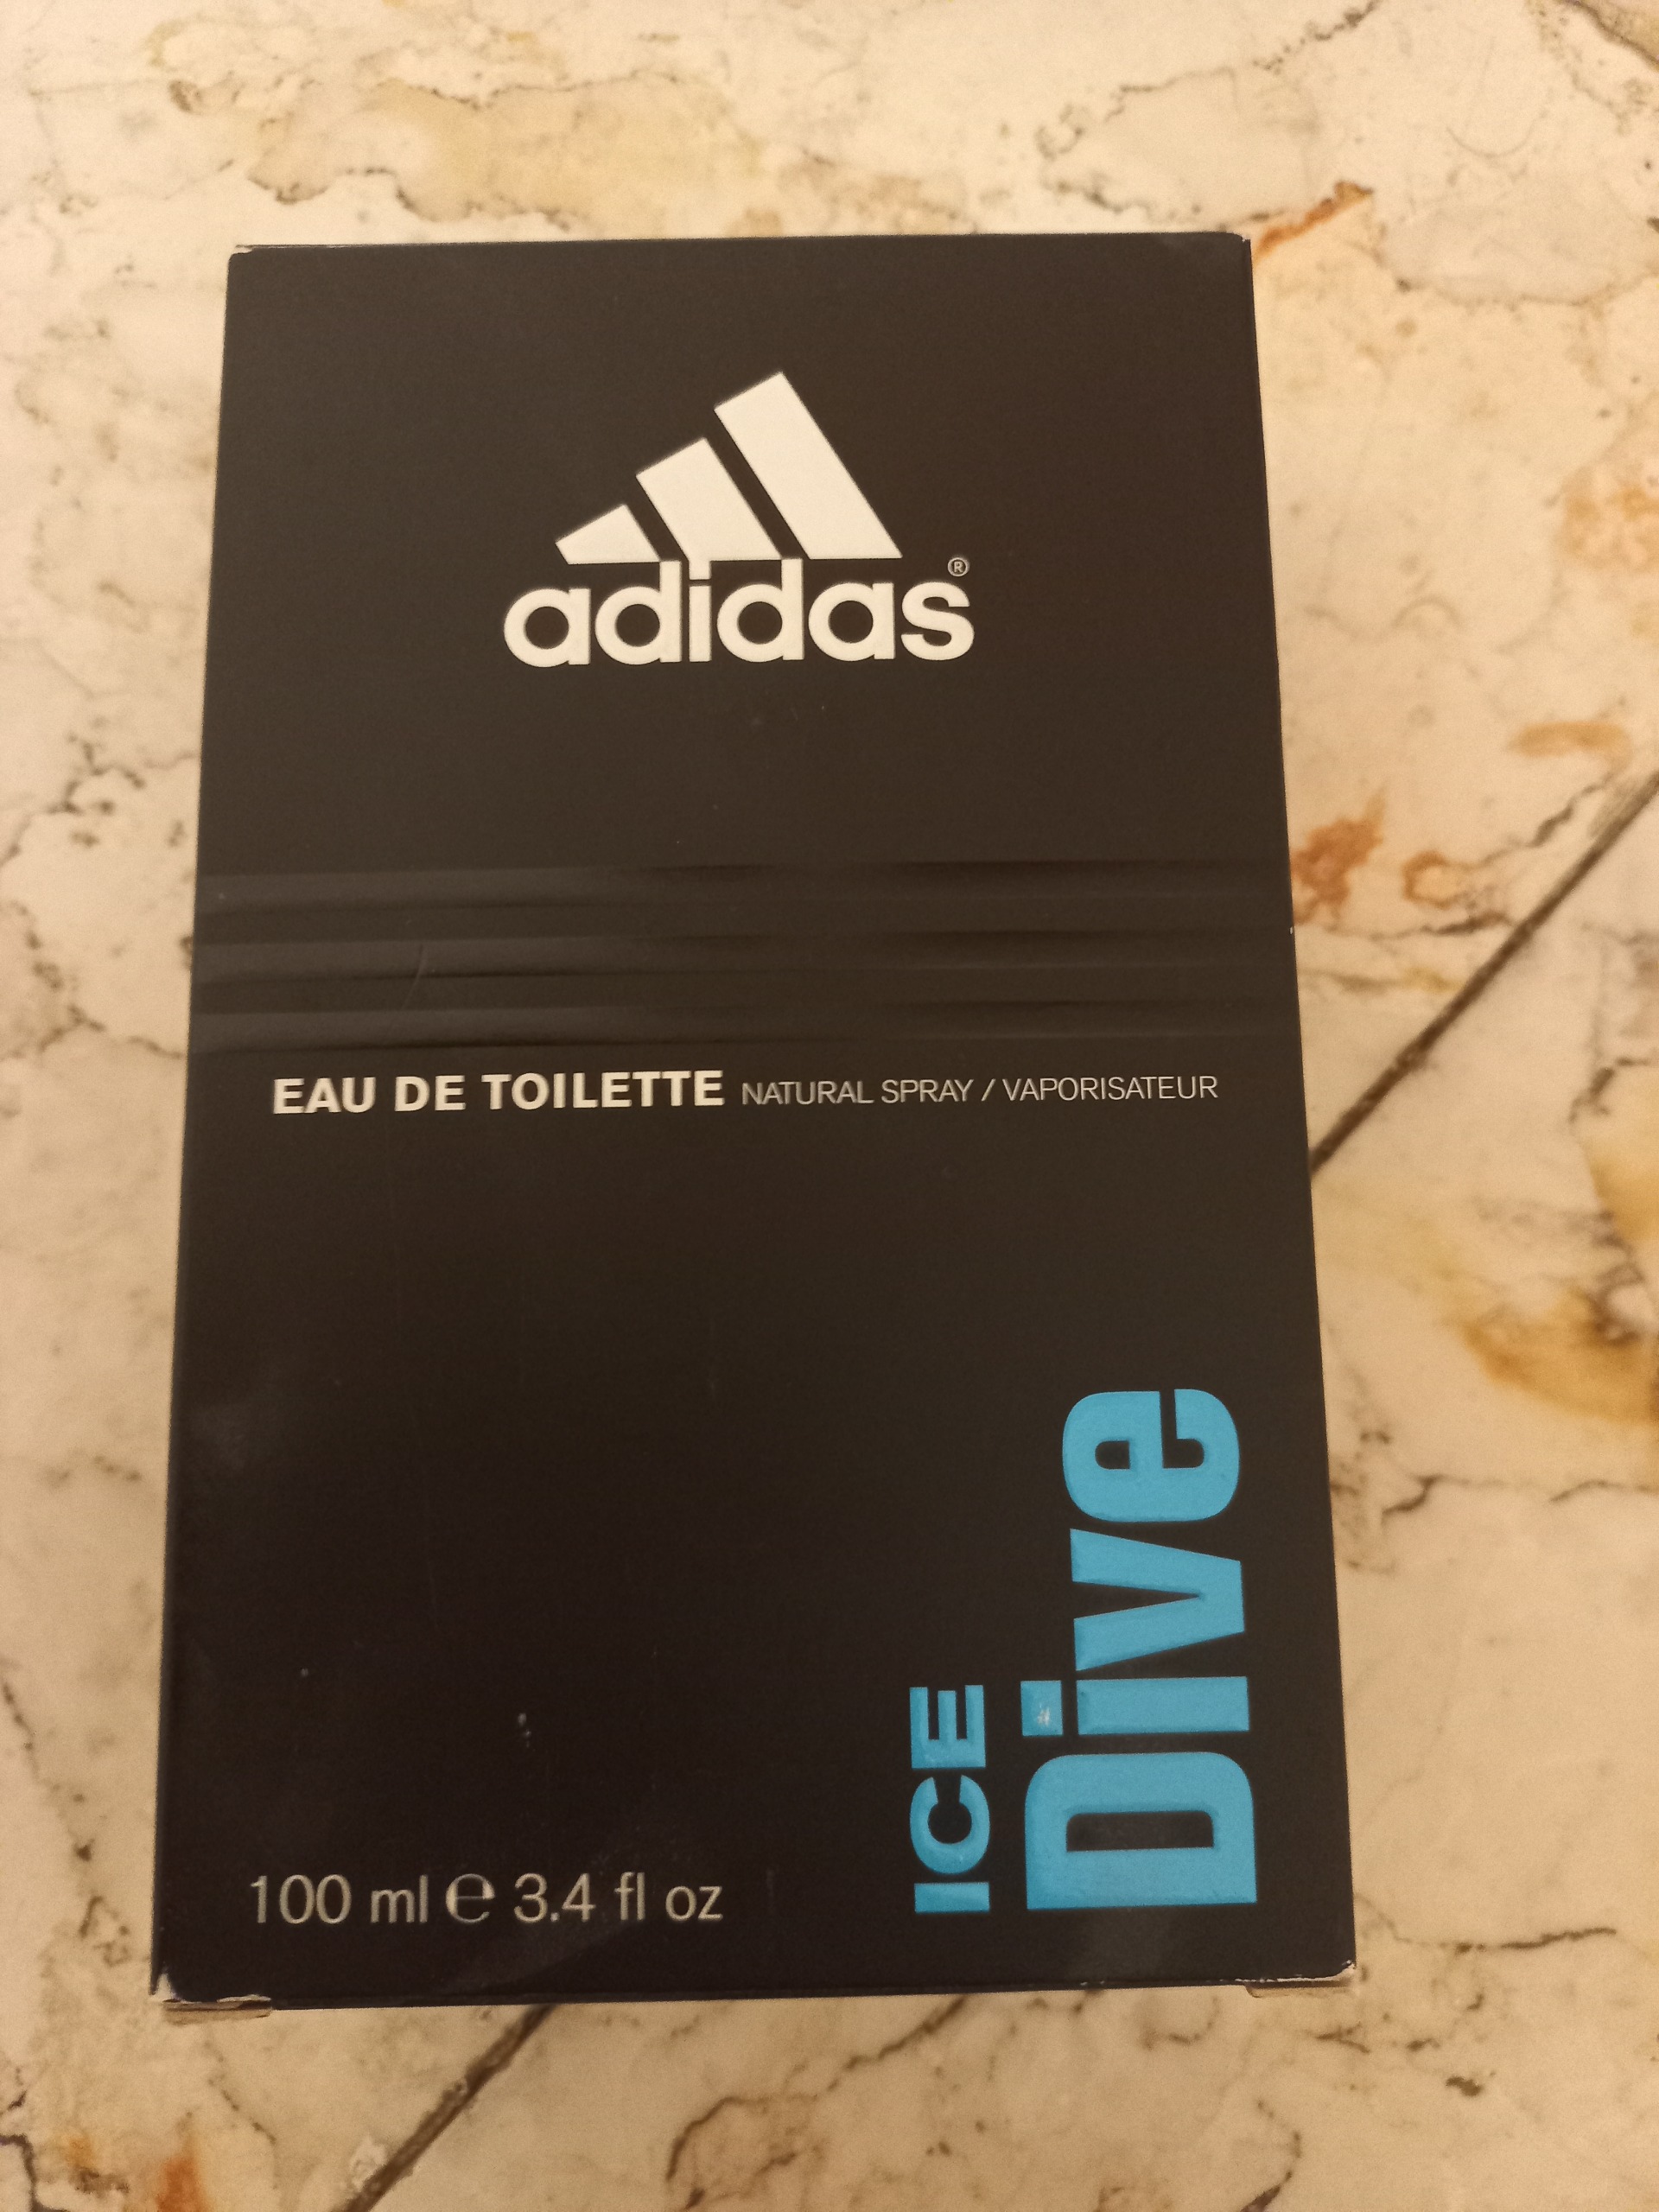 adidas®
EAU DE TOILETTE NATURAL SPRAY / VAPORISATEUR
ICE
Dive
100 ml ℮ 3.4 fl oz